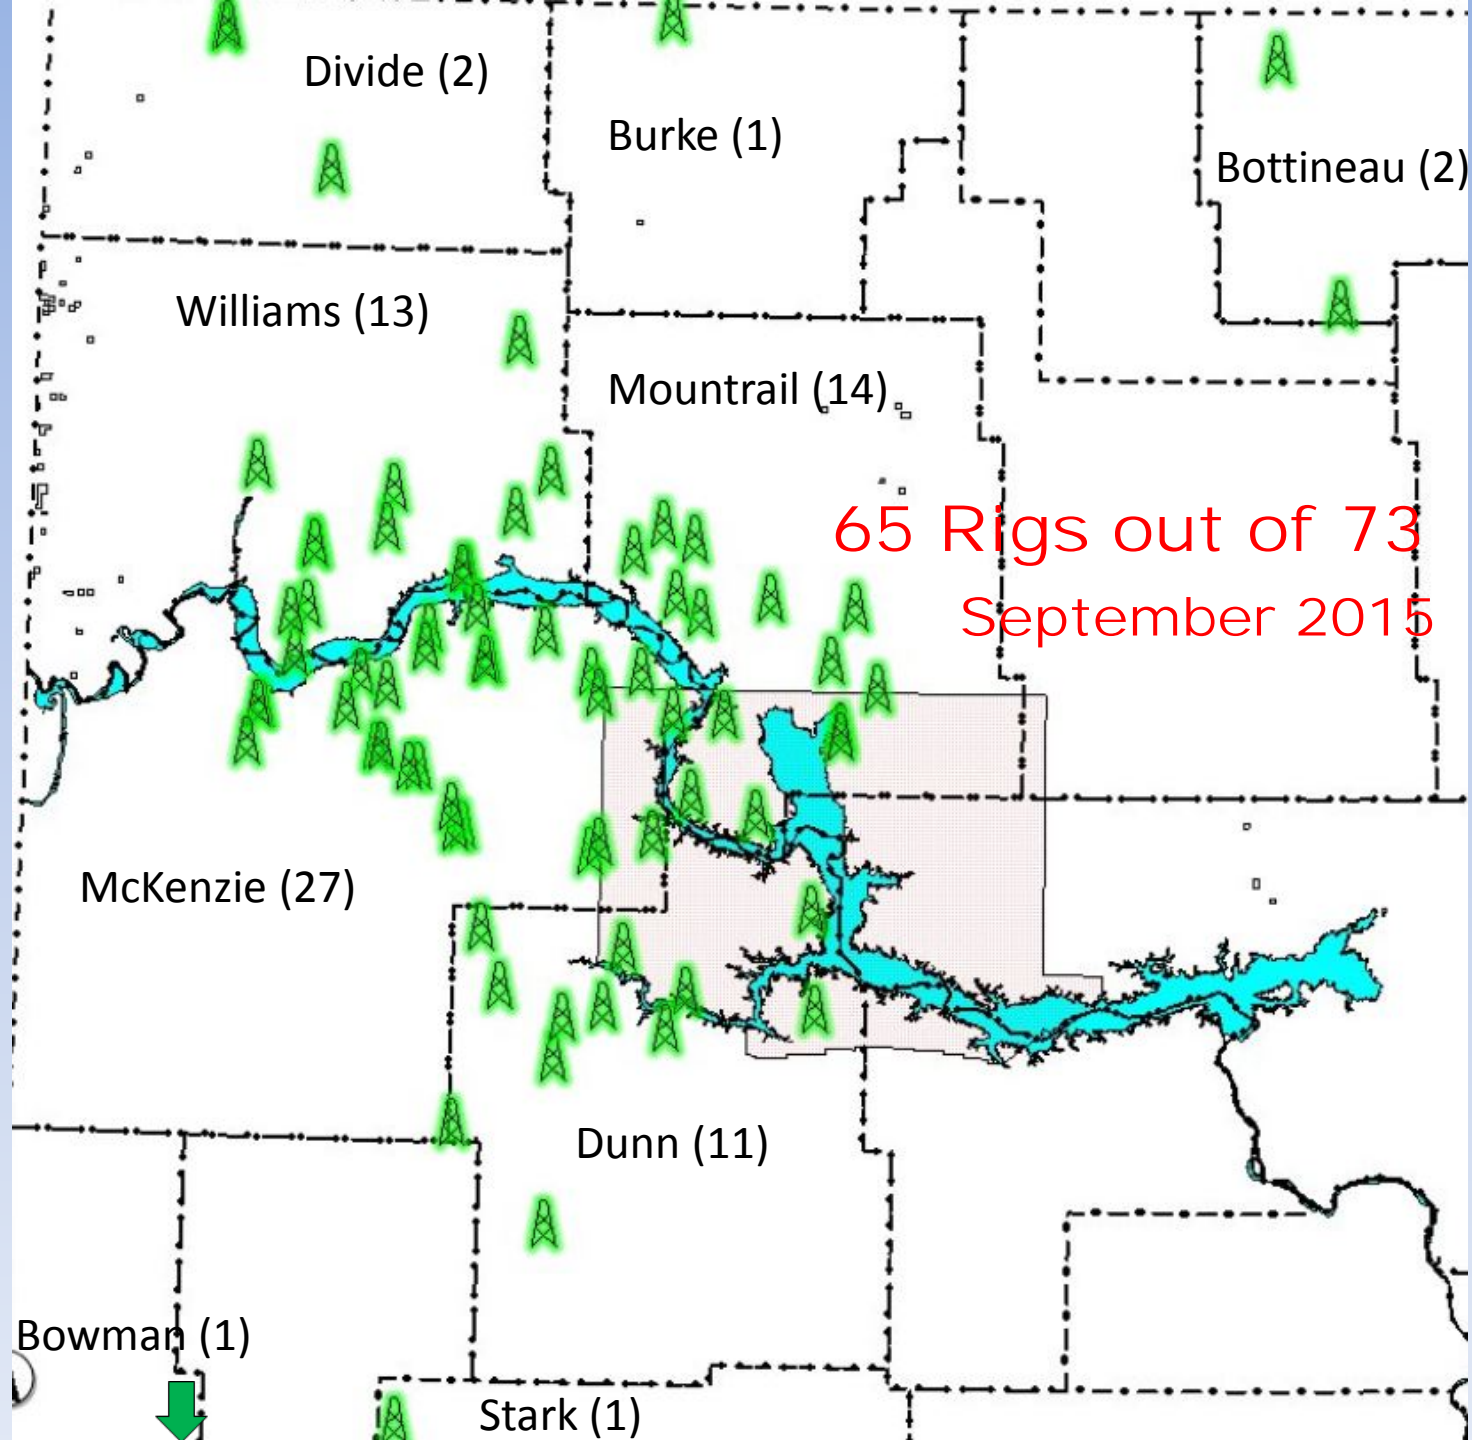 Divide (2)
Burke (1)
Bottineau (2)
Williams (13)
Mountrail (14)
65 Rigs out of 73
September 2015
McKenzie (27)
Dunn (11)
Bowman (1)
Stark (1)